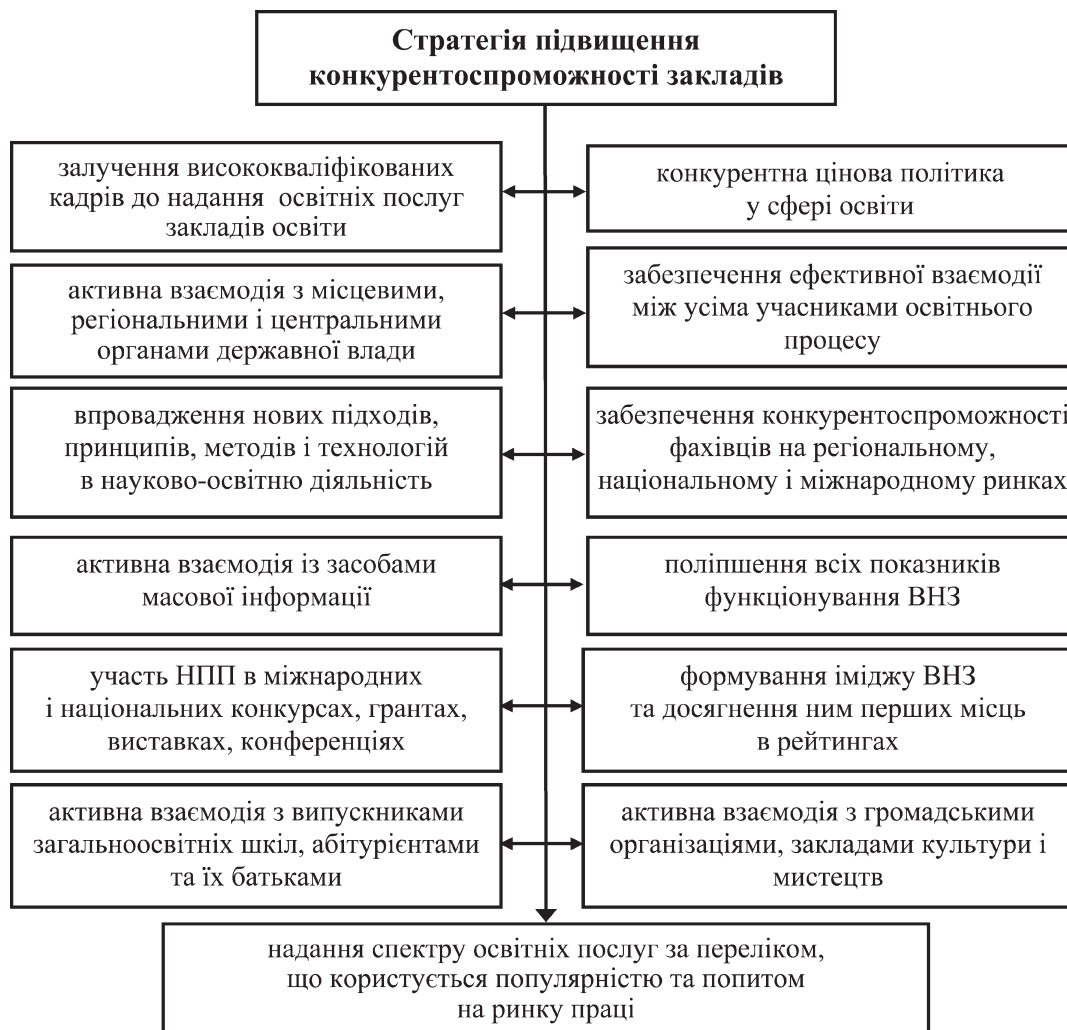 Стратегія підвищення
конкурентоспроможності закладів
залучення висококваліфікованих
кадрів до надання освітніх послуг
закладів освіти
конкурентна цінова політика
у сфері освіти
активна взаємодія з місцевими,
регіональними і центральними
органами державної влади
забезпечення ефективної взаємодії
між усіма учасниками освітнього
процесу
впровадження нових підходів,
принципів, методів і технологій
в науково-освітню діяльність
забезпечення конкурентоспроможності
фахівців на регіональному,
національному і міжнародному ринках
активна взаємодія із засобами
масової інформації
поліпшення всіх показників
функціонування ВНЗ
участь НПП в міжнародних
і національних конкурсах, грантах,
виставках, конференціях
формування іміджу ВНЗ
та досягнення ним перших місць
в рейтингах
активна взаємодія з випускниками
загальноосвітніх шкіл, абітурієнтами
та їх батьками
активна взаємодія з громадськими
організаціями, закладами культури і
мистецтв
надання спектру освітніх послуг за переліком,
що користується популярністю та попитом
на ринку праці